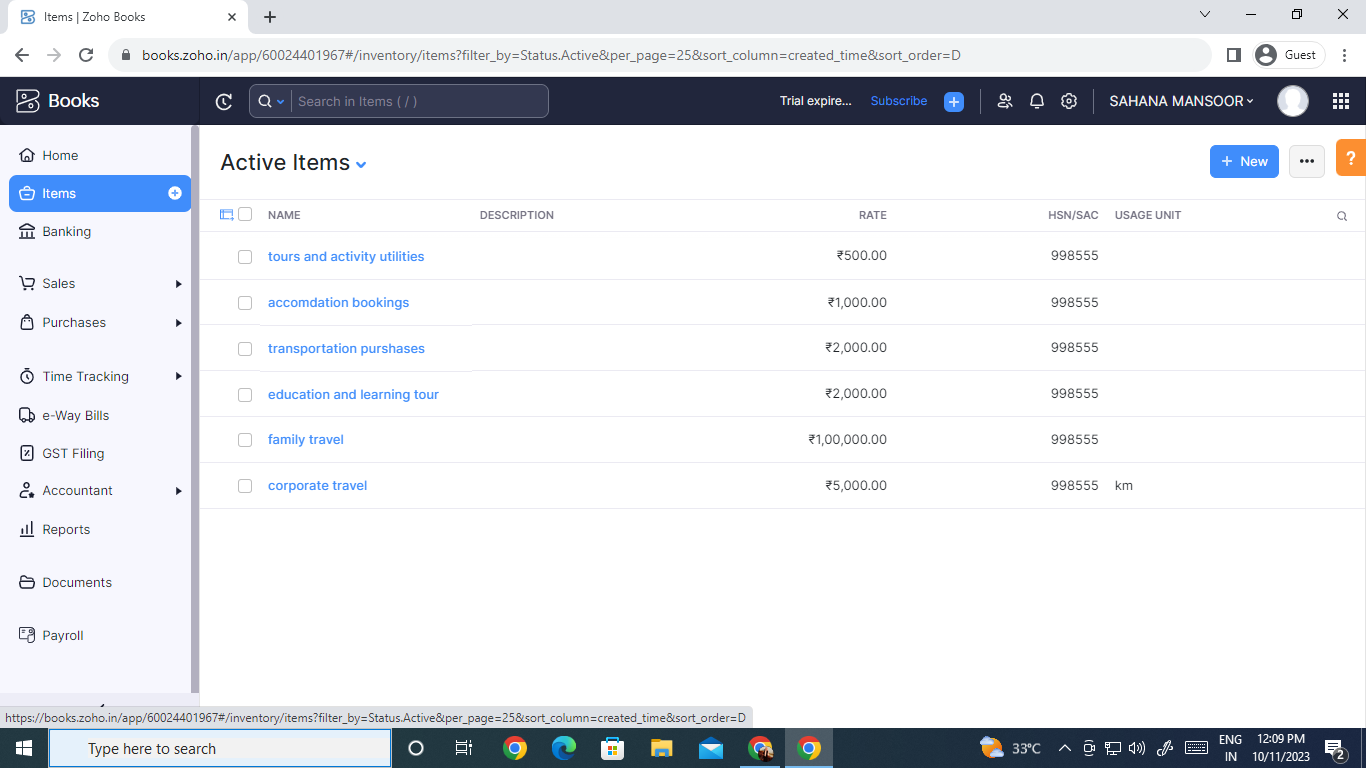 Items | Zoho Books
books.zoho.in/app/60024401967#/inventory/items?filter_by=Status.Active&per_page=25&sort_column=created_time&sort_order=D
Guest
Books
Search in Items ( / )
Trial expire...
Subscribe
SAHANA MANSOOR
Home
Items
Banking
Sales
Purchases
Time Tracking
e-Way Bills
GST Filing
Accountant
Reports
Documents
Payroll
Active Items
+ New
?
NAME DESCRIPTION RATE HSN/SAC USAGE UNIT
tours and activity utilities ₹500.00 998555
accomdation bookings ₹1,000.00 998555
transportation purshases ₹2,000.00 998555
education and learning tour ₹2,000.00 998555
family travel ₹1,00,000.00 998555
corporate travel ₹5,000.00 998555 km
https://books.zoho.in/app/60024401967#/inventory/items?filter_by=Status.Active&per_page=25&sort_column=created_time&sort_order=D
Type here to search
33°C
ENG
IN
12:09 PM
10/11/2023
2